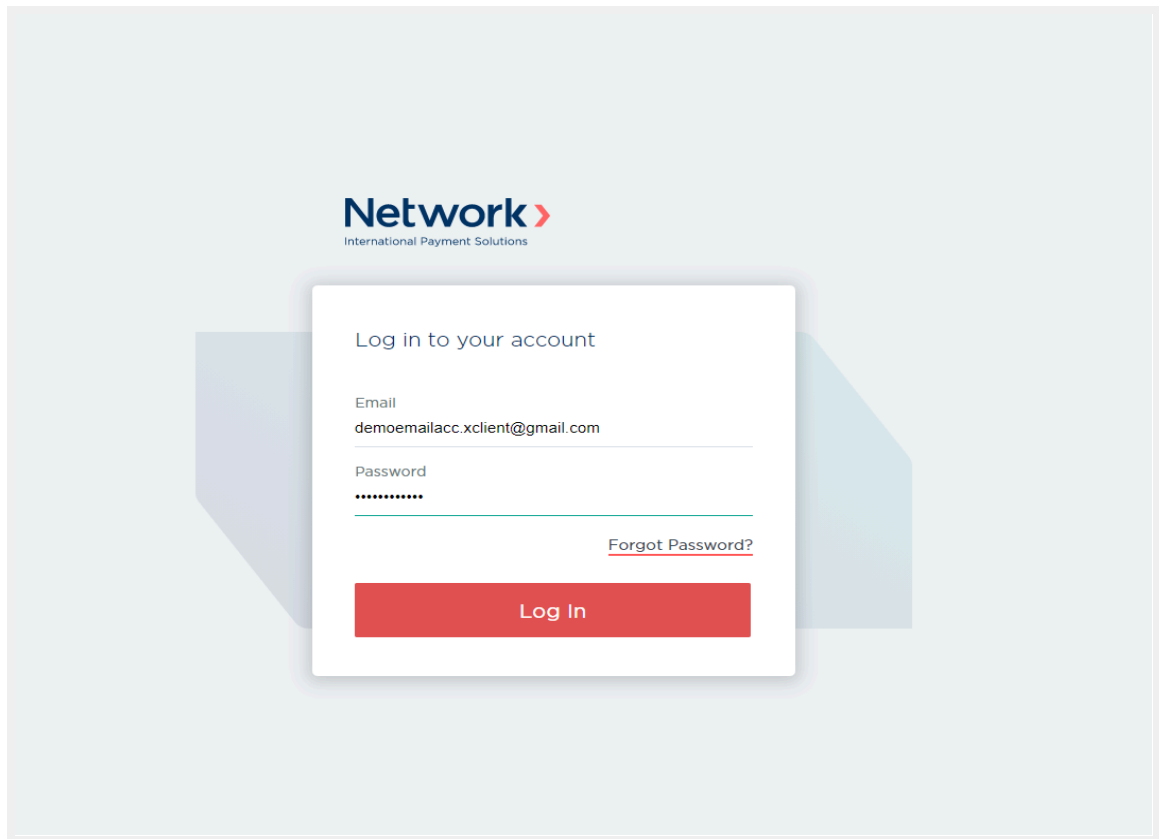 Network
International Payment Solutions
Log in to your account
Email
demoemailacc.xclient@gmail.com
Password
••••••••••••
Forgot Password?
Log In